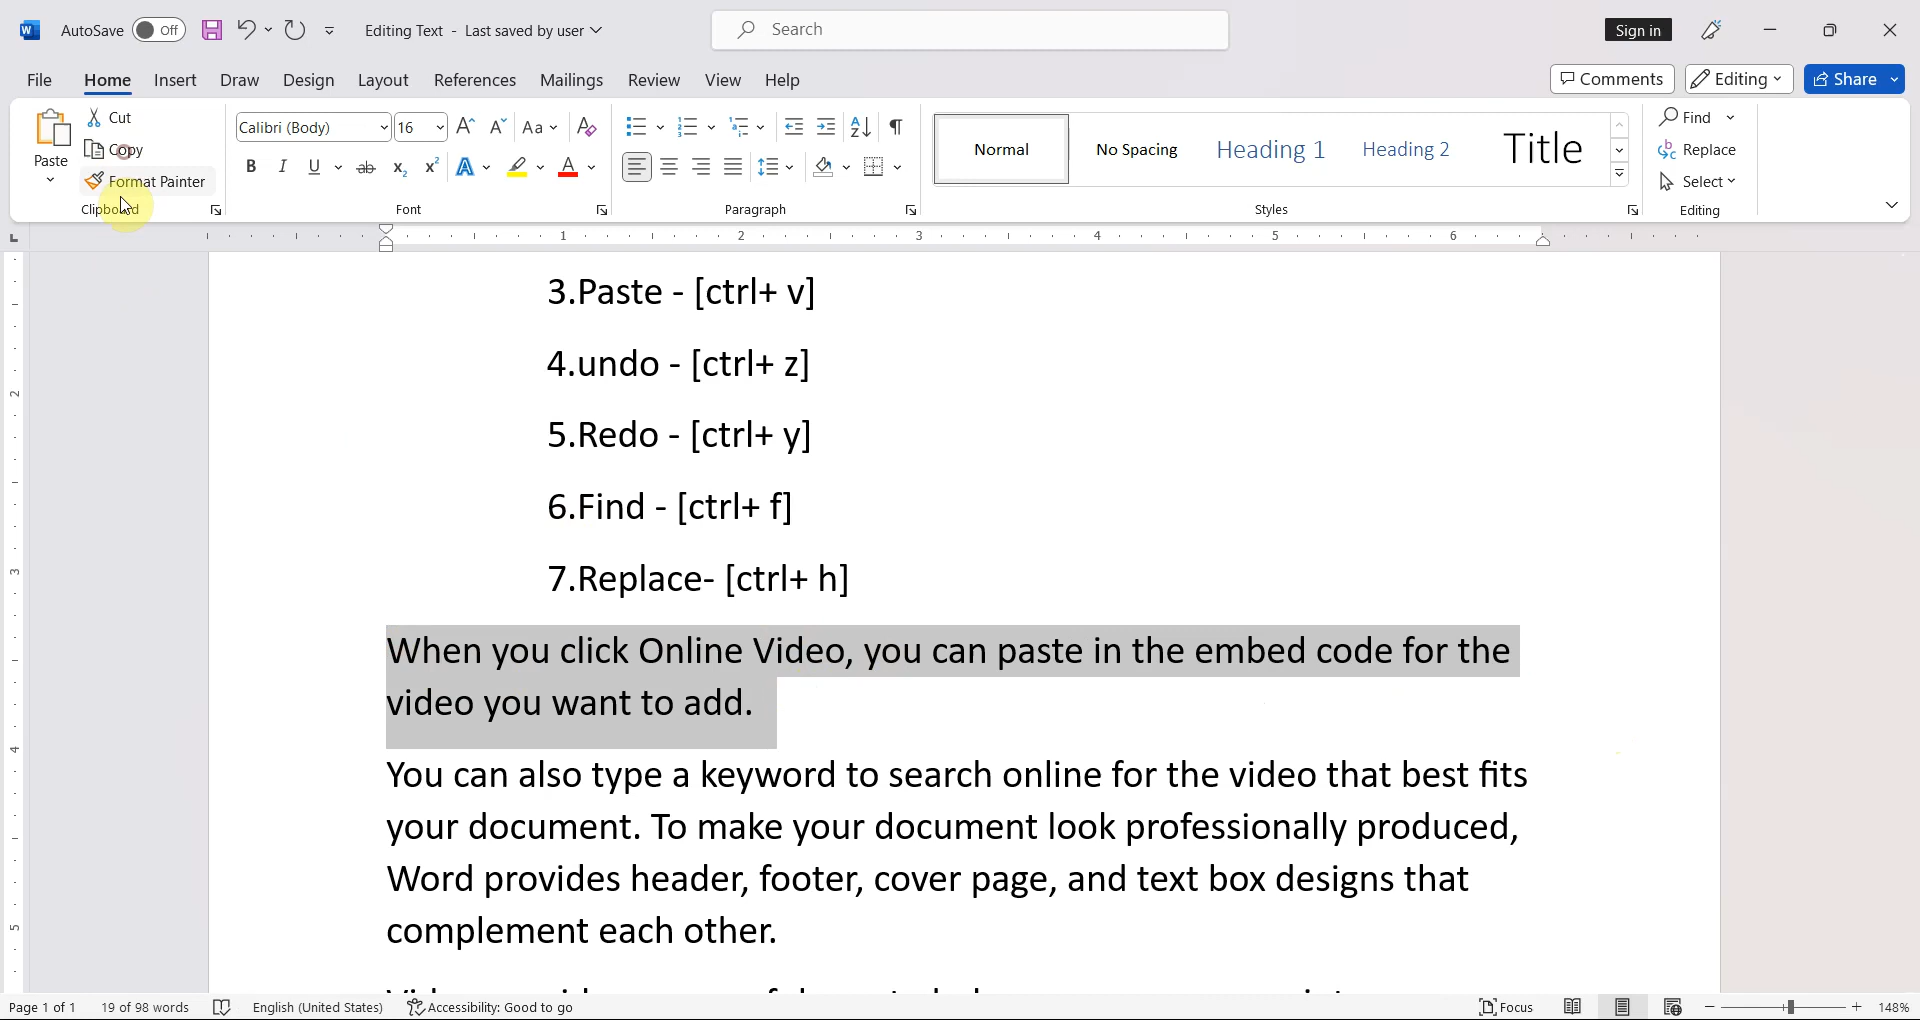 AutoSave Off Editing Text - Last saved by user Search Sign in
File Home Insert Draw Design Layout References Mailings Review View Help Comments Editing Share
Paste Cut Copy Format Painter Clipboard
Calibri (Body) 16 Aa Font
Paragraph
Normal No Spacing Heading 1 Heading 2 Title Styles
Find Replace Select Editing
1 2 3 4 5 6
3.Paste - [ctrl+ v]
4.undo - [ctrl+ z]
5.Redo - [ctrl+ y]
6.Find - [ctrl+ f]
7.Replace- [ctrl+ h]
When you click Online Video, you can paste in the embed code for the
video you want to add.
You can also type a keyword to search online for the video that best fits
your document. To make your document look professionally produced,
Word provides header, footer, cover page, and text box designs that
complement each other.
Page 1 of 1 19 of 98 words English (United States) Accessibility: Good to go Focus 148%